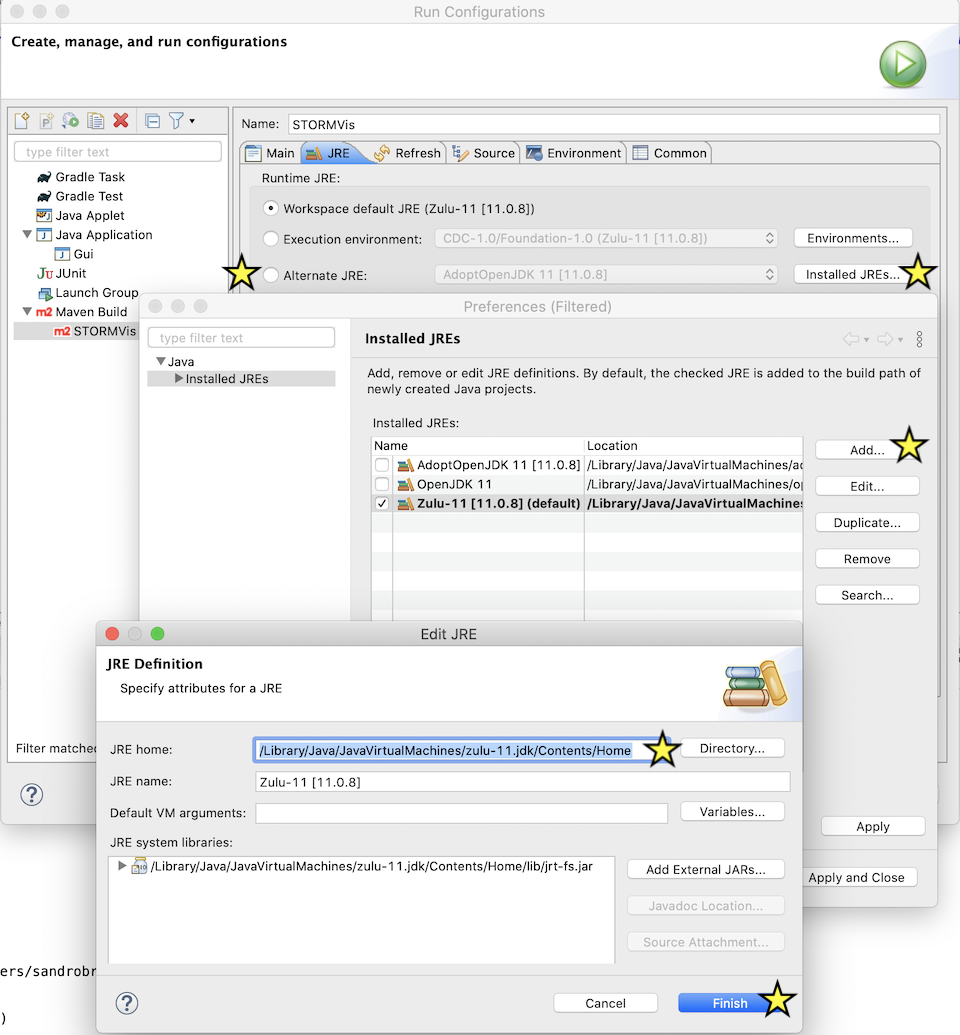 Run Configurations
Create, manage, and run configurations
type filter text
Gradle Task
Gradle Test
Java Applet
Java Application
Gui
JUnit
Launch Group
Maven Build
STORMVis
Filter matched
Name: STORMVis
Main JRE Refresh Source Environment Common
Runtime JRE:
Workspace default JRE (Zulu-11 [11.0.8])
Execution environment: CDC-1.0/Foundation-1.0 (Zulu-11 [11.0.8]) Environments...
Alternate JRE: AdoptOpenJDK 11 [11.0.8] Installed JREs...
Preferences (Filtered)
type filter text
Java
Installed JREs
Installed JREs
Add, remove or edit JRE definitions. By default, the checked JRE is added to the build path of
newly created Java projects.
Installed JREs:
Name Location
AdoptOpenJDK 11 [11.0.8] /Library/Java/JavaVirtualMachines/ac
OpenJDK 11 /Library/Java/JavaVirtualMachines/op
Zulu-11 [11.0.8] (default) /Library/Java/JavaVirtualMachines
Add...
Edit...
Duplicate...
Remove
Search...
Apply
Apply and Close
Edit JRE
JRE Definition
Specify attributes for a JRE
JRE home: /Library/Java/JavaVirtualMachines/zulu-11.jdk/Contents/Home Directory...
JRE name: Zulu-11 [11.0.8]
Default VM arguments: Variables...
JRE system libraries:
/Library/Java/JavaVirtualMachines/zulu-11.jdk/Contents/Home/lib/jrt-fs.jar
Add External JARs...
Javadoc Location...
Source Attachment...
Cancel Finish
ers/sandrobr
)